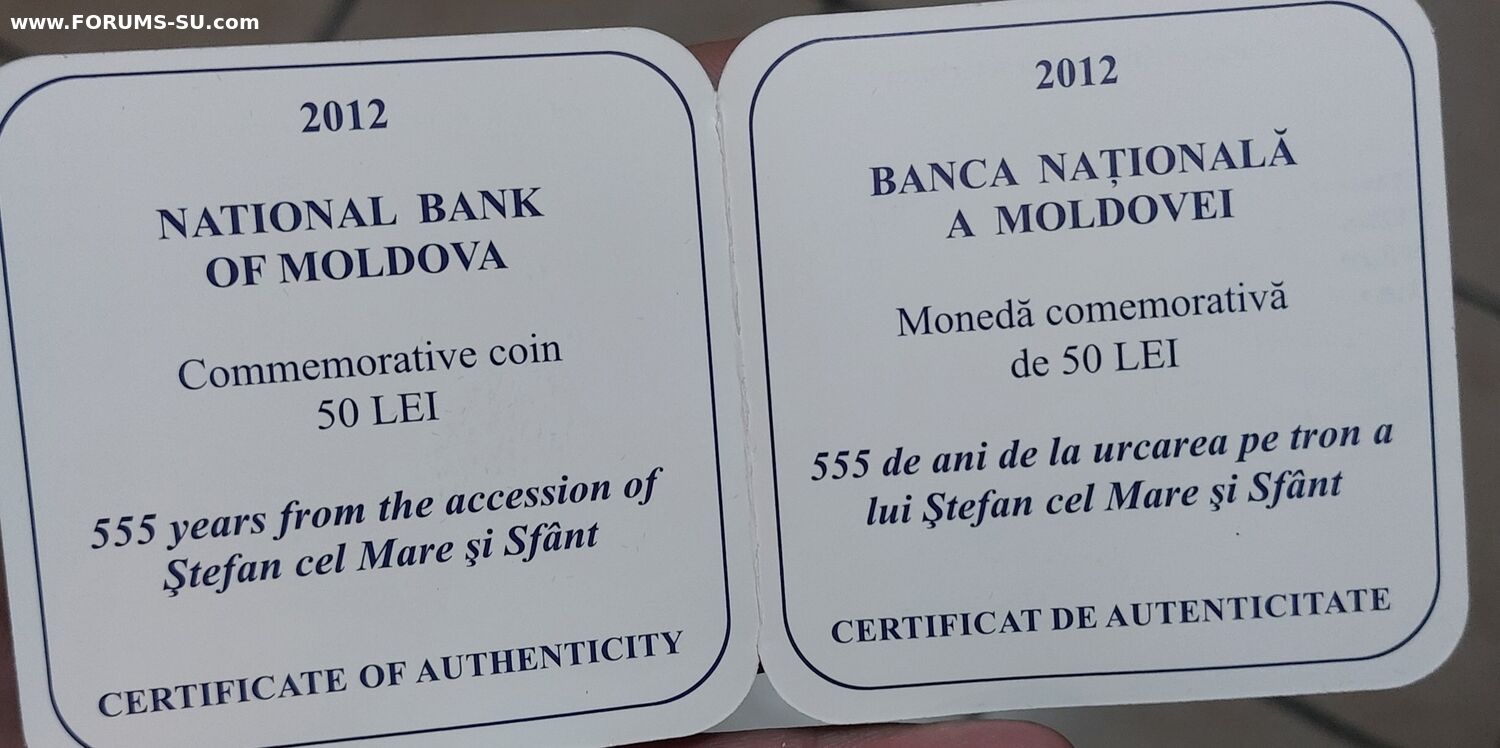 www.FORUMS-SU.com
2012
NATIONAL BANK
OF MOLDOVA
Commemorative coin
50 LEI
555 years from the accession of
Ştefan cel Mare şi Sfânt
CERTIFICATE OF AUTHENTICITY
2012
BANCA NAȚIONALĂ
A MOLDOVEI
Monedă comemorativă
de 50 LEI
555 de ani de la urcarea pe tron a
lui Ştefan cel Mare şi Sfânt
CERTIFICAT DE AUTENTICITATE